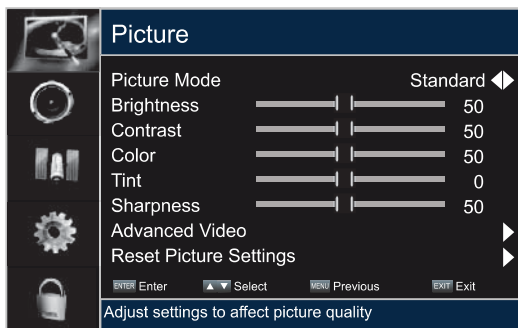 Picture
Picture Mode Standard
Brightness 50
Contrast 50
Color 50
Tint 0
Sharpness 50
Advanced Video
Reset Picture Settings
ENTER Enter ▲ ▼ Select MENU Previous EXIT Exit
Adjust settings to affect picture quality